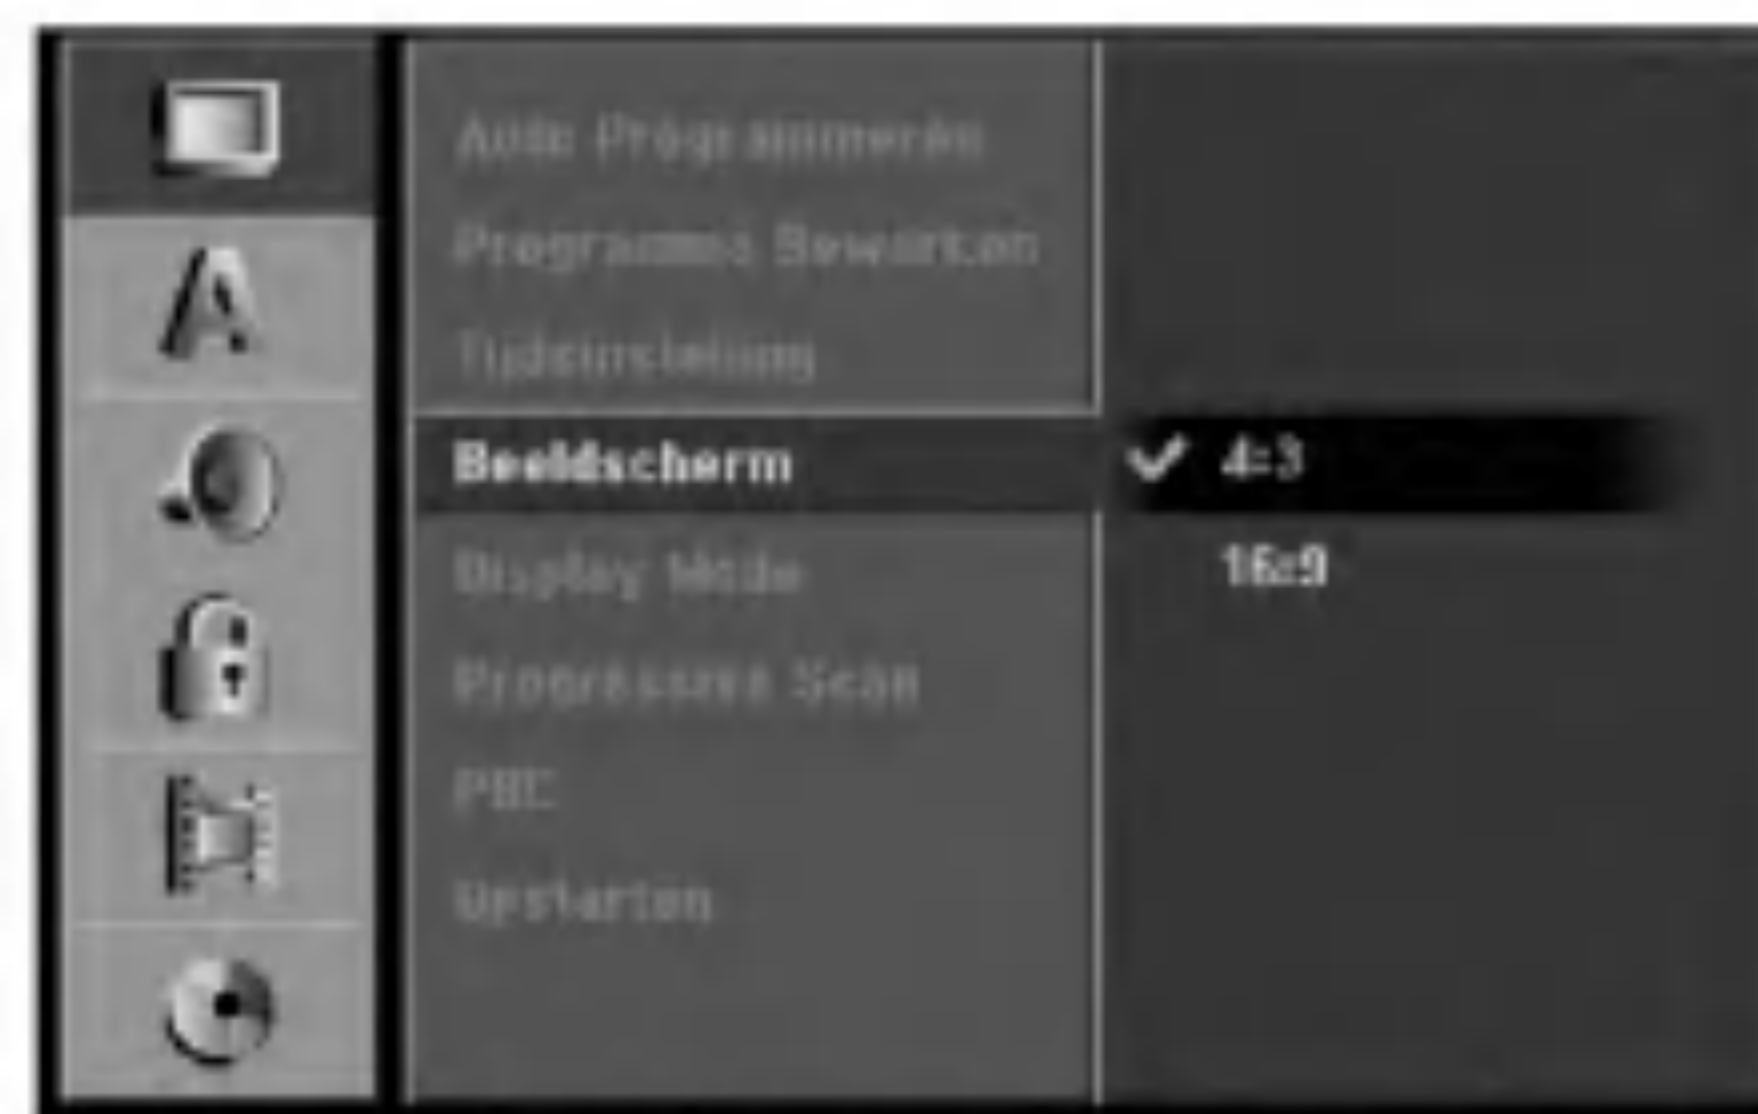 A
Auto Programmeren
Programma Bewerken
Tijdsinstelling
Beeldscherm
✔ 4:3
16:9
Display Mode
Progressive Scan
PBC
Opstarten